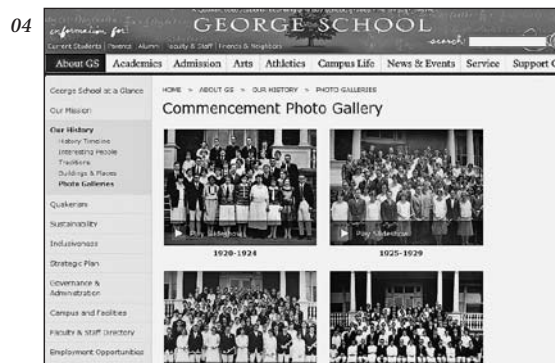 04
GEORGE SCHOOL
information for:
Current Students Parents Alumni Faculty & Staff Friends & Neighbors
search:
About GS Academics Admission Arts Athletics Campus Life News & Events Service Support
George School at a Glance
HOME > ABOUT GS > OUR HISTORY > PHOTO GALLERIES
Our Mission
Commencement Photo Gallery
Our History
History Timeline
Interesting People
Traditions
Buildings & Places
Photo Galleries
Quakerism
Sustainability
Play Slideshow
Play Slideshow
Inclusiveness
1920-1924
1925-1929
Strategic Plan
Governance &
Administration
Campus and Facilities
Faculty & Staff Directory
Employment Opportunities